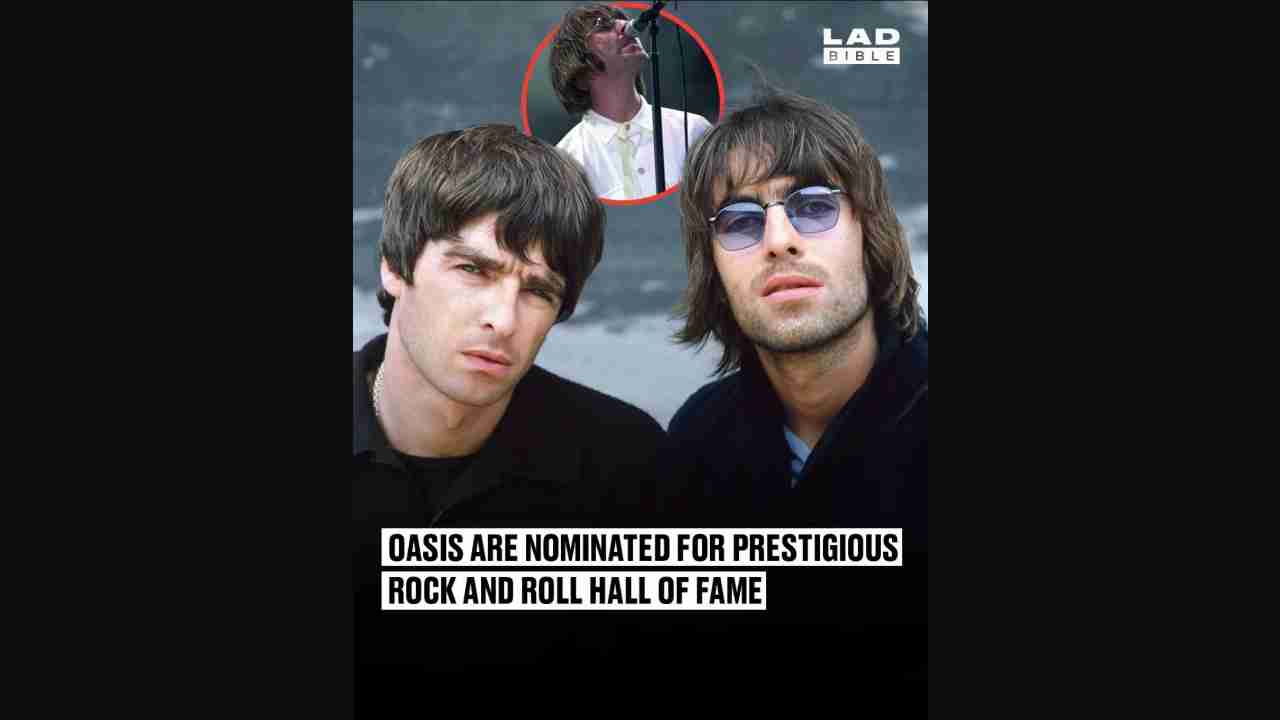 LAD
BIBLE
OASIS ARE NOMINATED FOR PRESTIGIOUS
ROCK AND ROLL HALL OF FAME